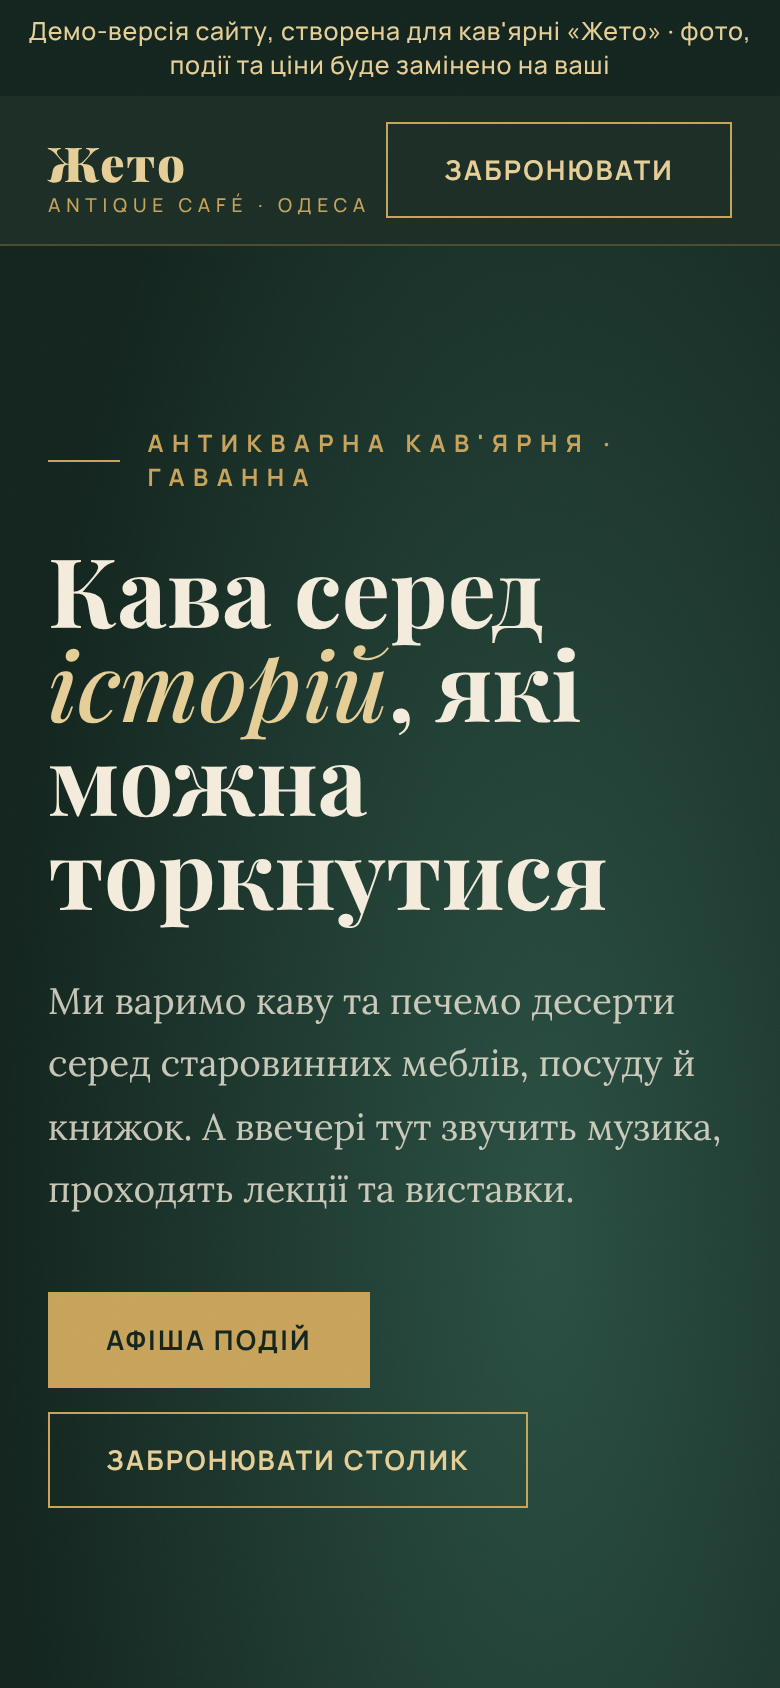 Демо-версія сайту, створена для кав'ярні «Жето» · фото,
події та ціни буде замінено на ваші
Жето
ANTIQUE CAFÉ · ОДЕСА
ЗАБРОНЮВАТИ
АНТИКВАРНА КАВ'ЯРНЯ ·
ГАВАННА
Кава серед
історій, які
можна
торкнутися
Ми варимо каву та печемо десерти
серед старовинних меблів, посуду й
книжок. А ввечері тут звучить музика,
проходять лекції та виставки.
АФІША ПОДІЙ
ЗАБРОНЮВАТИ СТОЛИК